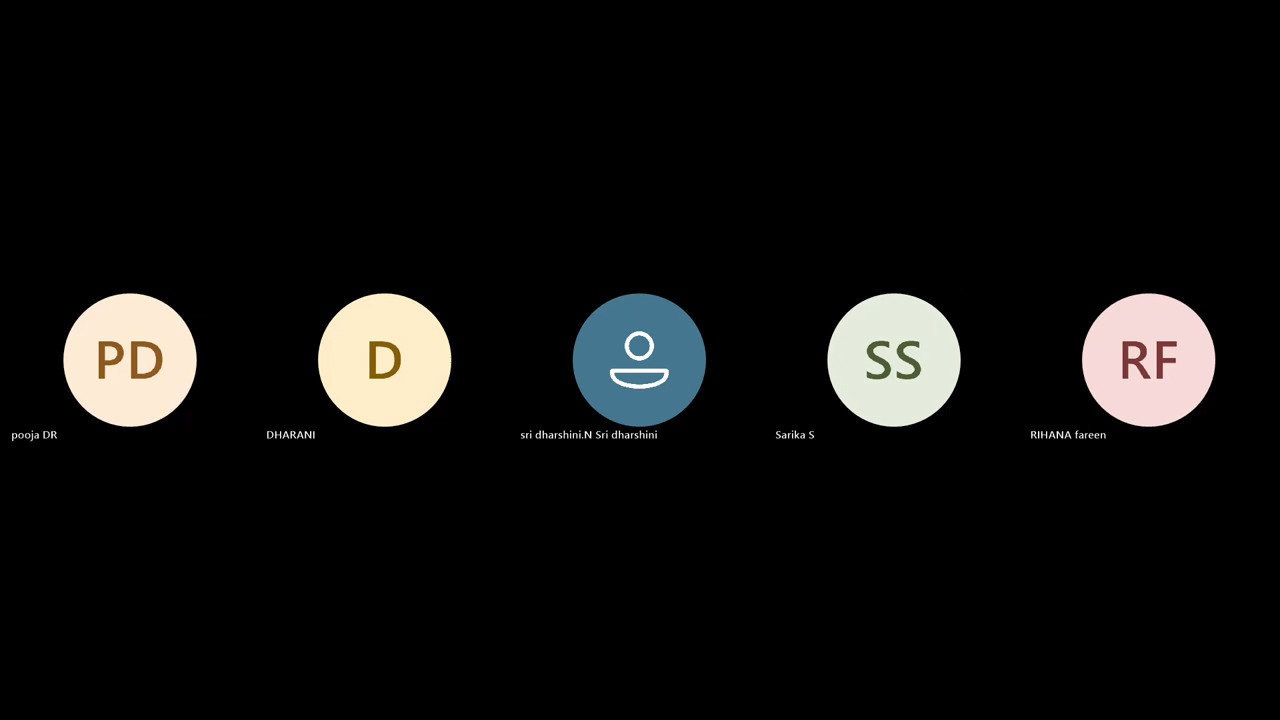 PD
D
SS
RF
pooja DR
DHARANI
sri dharshini.N Sri dharshini
Sarika S
RIHANA fareen